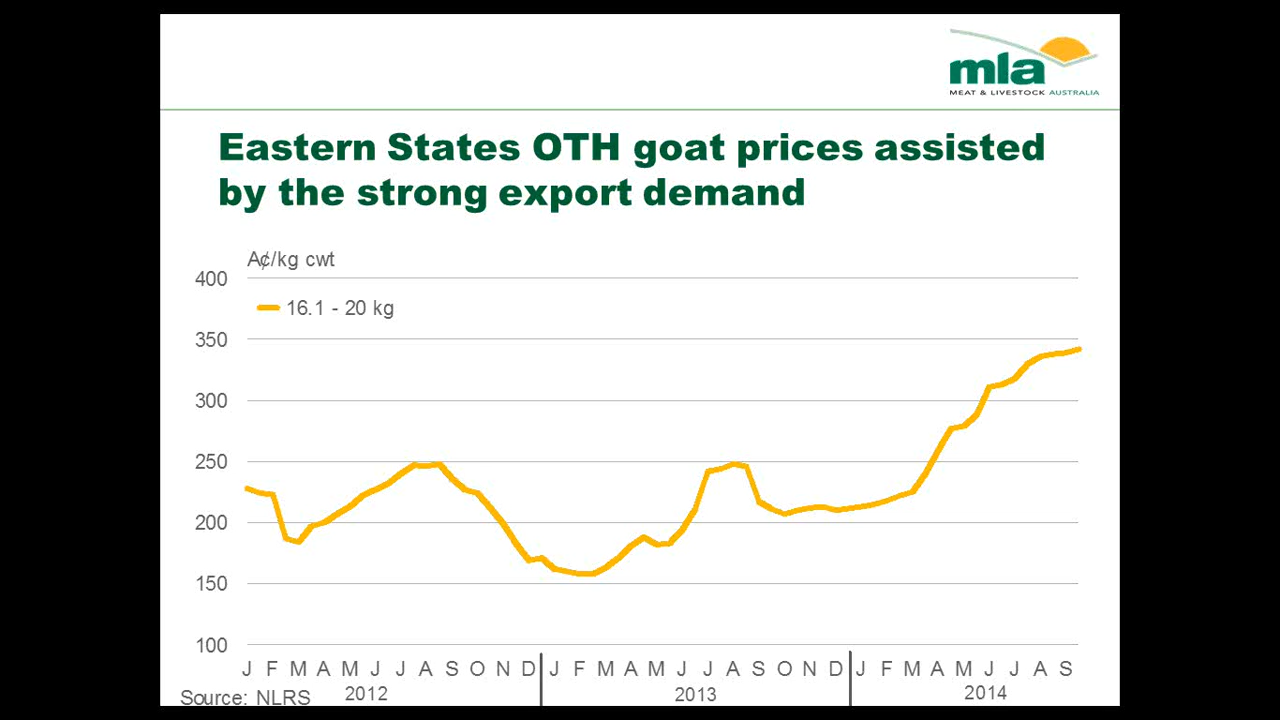 mla
MEAT & LIVESTOCK AUSTRALIA
Eastern States OTH goat prices assisted
by the strong export demand
A¢/kg cwt
400
16.1 - 20 kg
350
300
250
200
150
100
J F M A M J J A S O N D J F M A M J J A S O N D J F M A M J J A S
2012 2013 2014
Source: NLRS